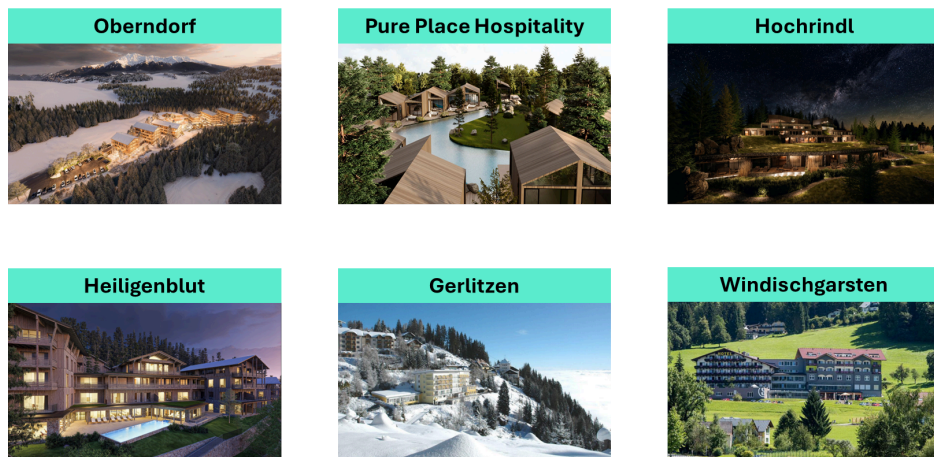 Oberndorf
Pure Place Hospitality
Hochrindl
Heiligenblut
Gerlitzen
Windischgarsten